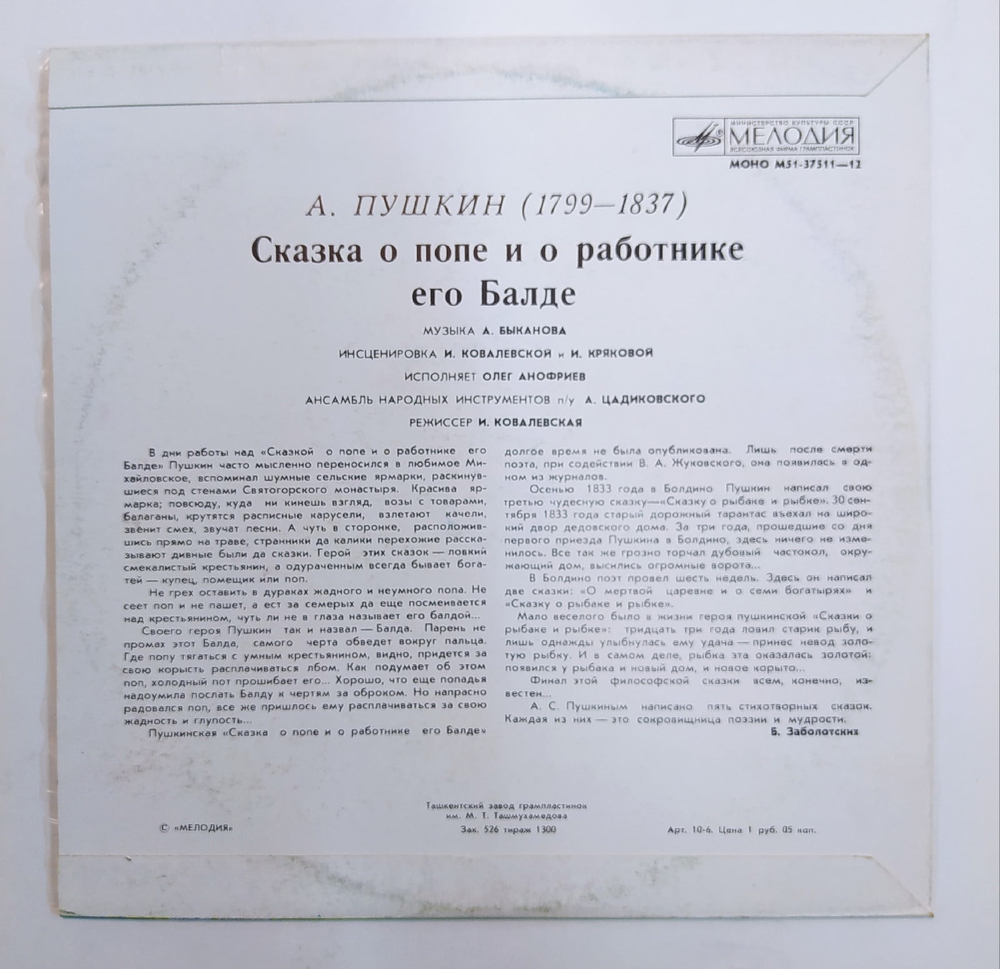 МИНИСТЕРСТВО КУЛЬТУРЫ СССР
МЕЛОДИЯ
ВСЕСОЮЗНАЯ ФИРМА ГРАМПЛАСТИНОК
МОНО М51-37511—12
А. ПУШКИН (1799—1837)
Сказка о попе и о работнике
его Балде
МУЗЫКА А. БЫКАНОВА
ИНСЦЕНИРОВКА И. КОВАЛЕВСКОЙ и И. КРЯКОВОЙ
ИСПОЛНЯЕТ ОЛЕГ АНОФРИЕВ
АНСАМБЛЬ НАРОДНЫХ ИНСТРУМЕНТОВ п/у А. ЦАДИКОВСКОГО
РЕЖИССЕР И. КОВАЛЕВСКАЯ
В дни работы над «Сказкой о попе и о работнике его
Балде» Пушкин часто мысленно переносился в любимое Ми-
хайловское, вспоминал шумные сельские ярмарки, раскинув-
шиеся под стенами Святогорского монастыря. Красива яр-
марка; повсюду, куда ни кинешь взгляд, возы с товарами,
балаганы, крутятся расписные карусели, взлетают качели,
звенит смех, звучат песни. А чуть в сторонке, расположив-
шись прямо на траве, странники да калики перехожие расска-
зывают дивные были да сказки. Герой этих сказок — ловкий
смекалистый крестьянин, а одураченным всегда бывает бога-
тей — купец, помещик или поп.
Не грех оставить в дураках жадного и неумного попа. Не
сеет поп и не пашет, а ест за семерых да еще посмеивается
над крестьянином, чуть ли не в глаза называет его балдой...
Своего героя Пушкин так и назвал — Балда. Парень не
промах этот Балда, самого черта обведет вокруг пальца.
Где попу тягаться с умным крестьянином, видно, придется за
свою корысть расплачиваться лбом. Как подумает об этом
поп, холодный пот прошибает его... Хорошо, что еще попадья
надоумила послать Балду к чертям за оброком. Но напрасно
радовался поп, все же пришлось ему расплачиваться за свою
жадность и глупость...
Пушкинская «Сказка о попе и о работнике его Балде»
долгое время не была опубликована. Лишь после смерти
поэта, при содействии В. А. Жуковского, она появилась в од-
ном из журналов.
Осенью 1833 года в Болдино Пушкин написал свою
третью чудесную сказку—«Сказку о рыбаке и рыбке». 30 сен-
тября 1833 года старый дорожный тарантас въехал на широ-
кий двор дедовского дома. За три года, прошедшие со дня
первого приезда Пушкина в Болдино, здесь ничего не изме-
нилось. Все так же грозно торчал дубовый частокол, окру-
жающий дом, высились огромные ворота...
В Болдино поэт провел шесть недель. Здесь он написал
две сказки: «О мертвой царевне и о семи богатырях» и
«Сказку о рыбаке и рыбке».
Мало веселого было в жизни героя пушкинской «Сказки о
рыбаке и рыбке»: тридцать три года ловил старик рыбу, и
лишь однажды улыбнулась ему удача — принес невод золо-
тую рыбку. И в самом деле, рыбка эта оказалась золотой:
появился у рыбака и новый дом, и новое корыто...
Финал этой философской сказки всем, конечно, из-
вестен...
А. С. Пушкиным написано пять стихотворных сказок.
Каждая из них — это сокровищница поэзии и мудрости.
Б. Заболотских
Ташкентский завод грампластинок
им. М. Т. Ташмухамедова
Зак. 526 тираж 1300
© «МЕЛОДИЯ»
Арт. 10-6. Цена 1 руб. 05 коп.